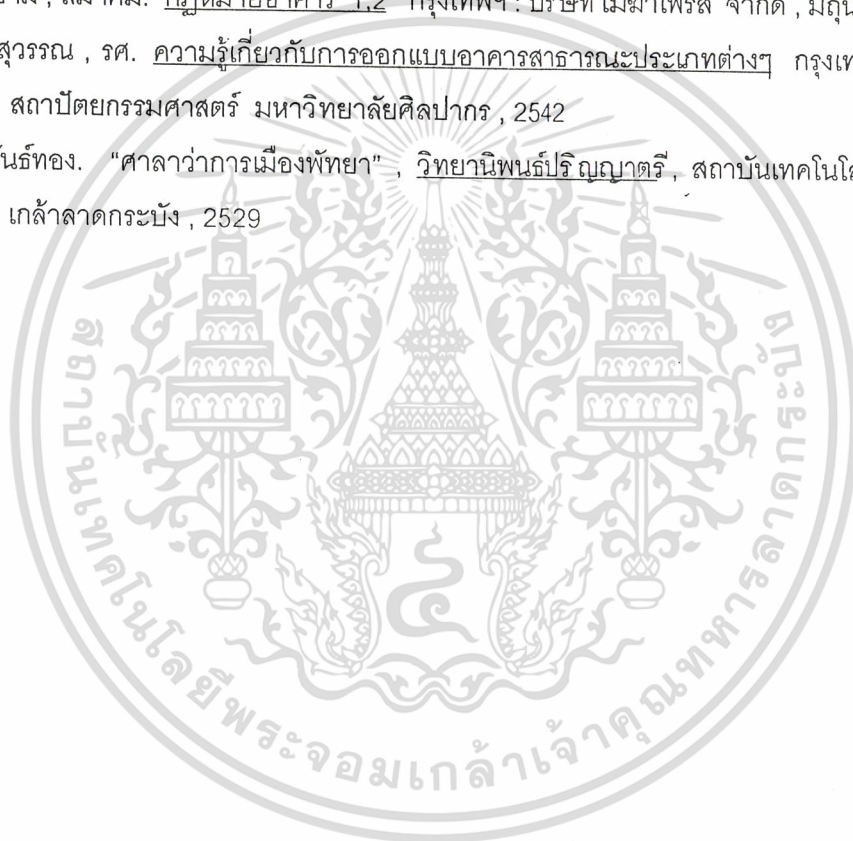 สมาคม. กฎหมายอาคาร 1,2 กรุงเทพฯ : บริษัท เมฆาเพรส จำกัด ,
สุวรรณ , รศ. ความรู้เกี่ยวกับการออกแบบอาคารสาธารณะประเภทต่างๆ กรุงเท
สถาปัตยกรรมศาสตร์ มหาวิทยาลัยศิลปากร , 2542
นธ์ทอง. "ศาลาว่าการเมืองพัทยา" , วิทยานิพนธ์ปริญญาตรี , สถาบันเทคโนโล
เกล้าลาดกระบัง , 2529
สถาบันเทคโนโลยีพระจอมเกล้าเจ้าคุณทหารลาดกระบัง